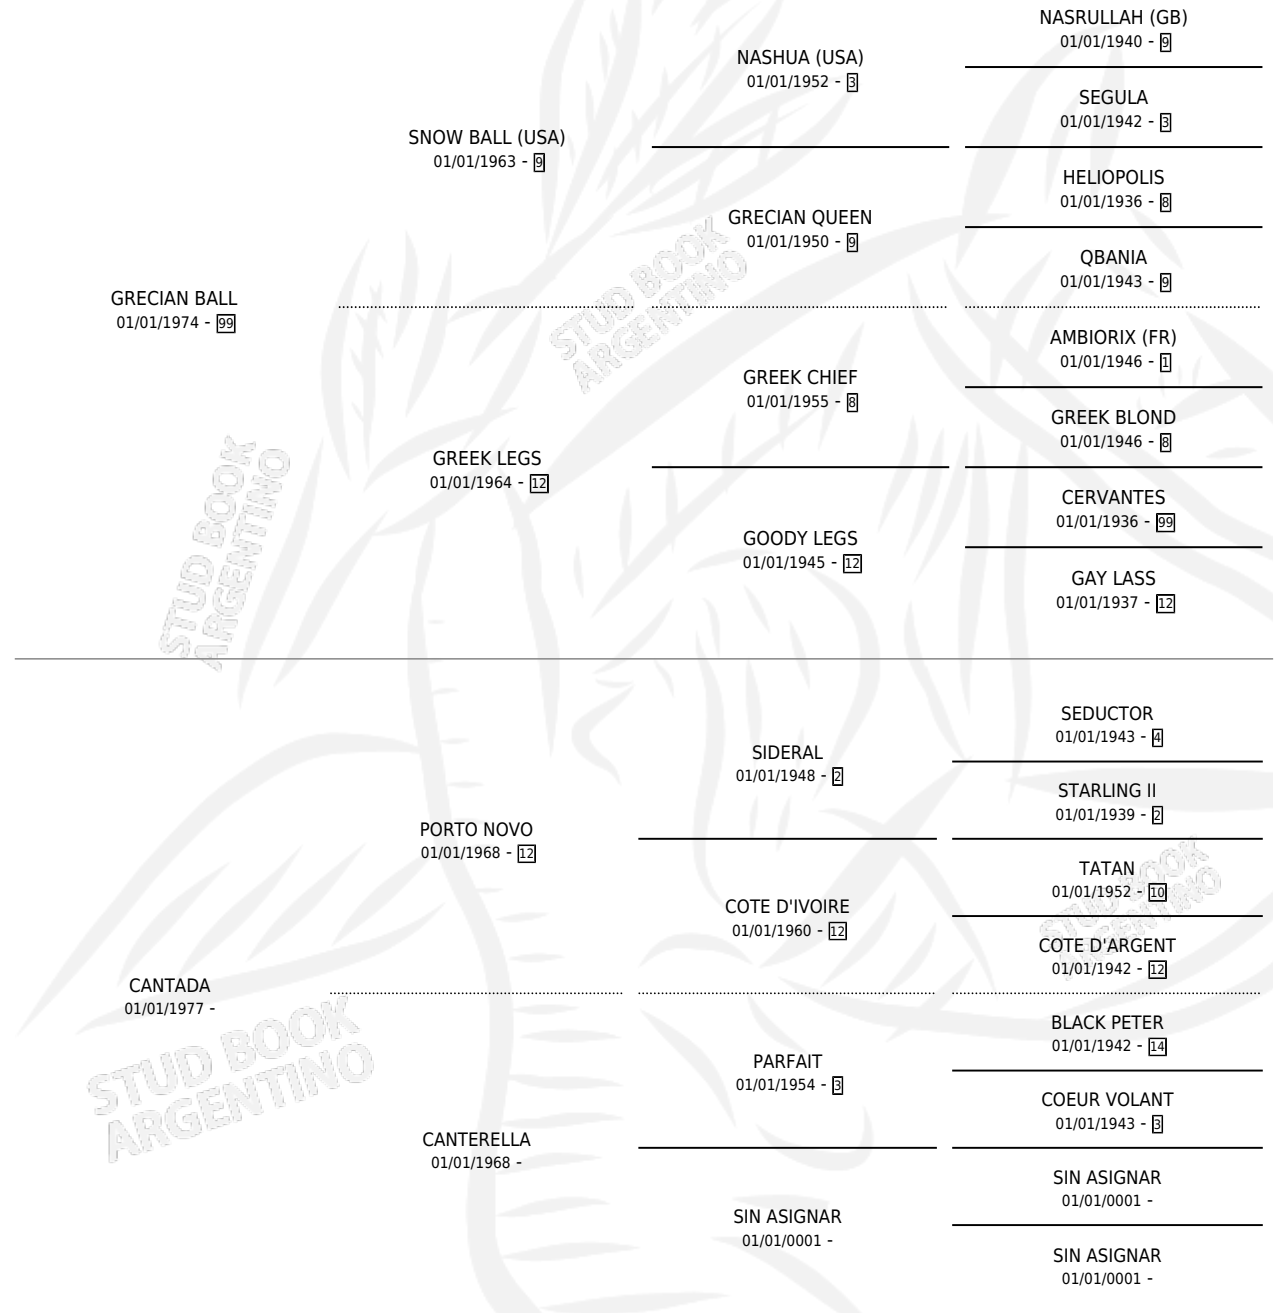 NASRULLAH (GB)
01/01/1940 - 9
NASHUA (USA)
01/01/1952 - 3
SEGULA
01/01/1942 - 3
SNOW BALL (USA)
01/01/1963 - 9
HELIOPOLIS
01/01/1936 - 8
GRECIAN QUEEN
01/01/1950 - 9
QBANIA
01/01/1943 - 9
GRECIAN BALL
01/01/1974 - 99
AMBIORIX (FR)
01/01/1946 - 1
GREEK CHIEF
01/01/1955 - 8
GREEK BLOND
01/01/1946 - 8
GREEK LEGS
01/01/1964 - 12
CERVANTES
01/01/1936 - 99
GOODY LEGS
01/01/1945 - 12
GAY LASS
01/01/1937 - 12
STUD BOOK
ARGENTINO
STUD BOOK
ARGENTINO
SEDUCTOR
01/01/1943 - 4
SIDERAL
01/01/1948 - 2
STARLING II
01/01/1939 - 2
PORTO NOVO
01/01/1968 - 12
TATAN
01/01/1952 - 10
COTE D'IVOIRE
01/01/1960 - 12
COTE D'ARGENT
01/01/1942 - 12
CANTADA
01/01/1977 -
BLACK PETER
01/01/1942 - 14
PARFAIT
01/01/1954 - 3
COEUR VOLANT
01/01/1943 - 3
CANTERELLA
01/01/1968 -
SIN ASIGNAR
01/01/0001 -
SIN ASIGNAR
01/01/0001 -
SIN ASIGNAR
01/01/0001 -
STUD BOOK
ARGENTINO
STUD BOOK
ARGENTINO